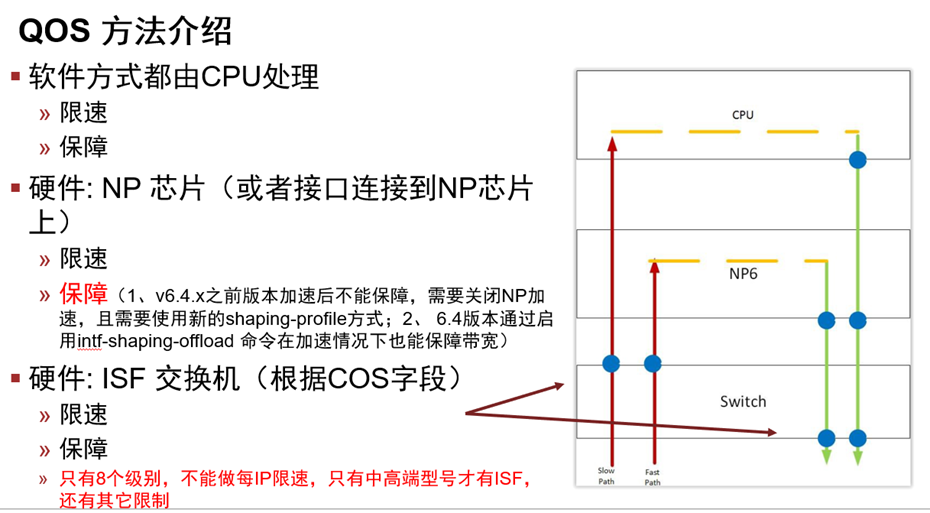 QOS 方法介绍
▪ 软件方式都由CPU处理
» 限速
» 保障
▪ 硬件: NP 芯片（或者接口连接到NP芯片
上）
» 限速
» 保障（1、v6.4.x之前版本加速后不能保障，需要关闭NP加
速，且需要使用新的shaping-profile方式；2、 6.4版本通过启
用intf-shaping-offload 命令在加速情况下也能保障带宽）
▪ 硬件: ISF 交换机（根据COS字段）
» 限速
» 保障
» 只有8个级别，不能做每IP限速，只有中高端型号才有ISF，
还有其它限制
CPU
NP6
Switch
Slow
Path
Fast
Path